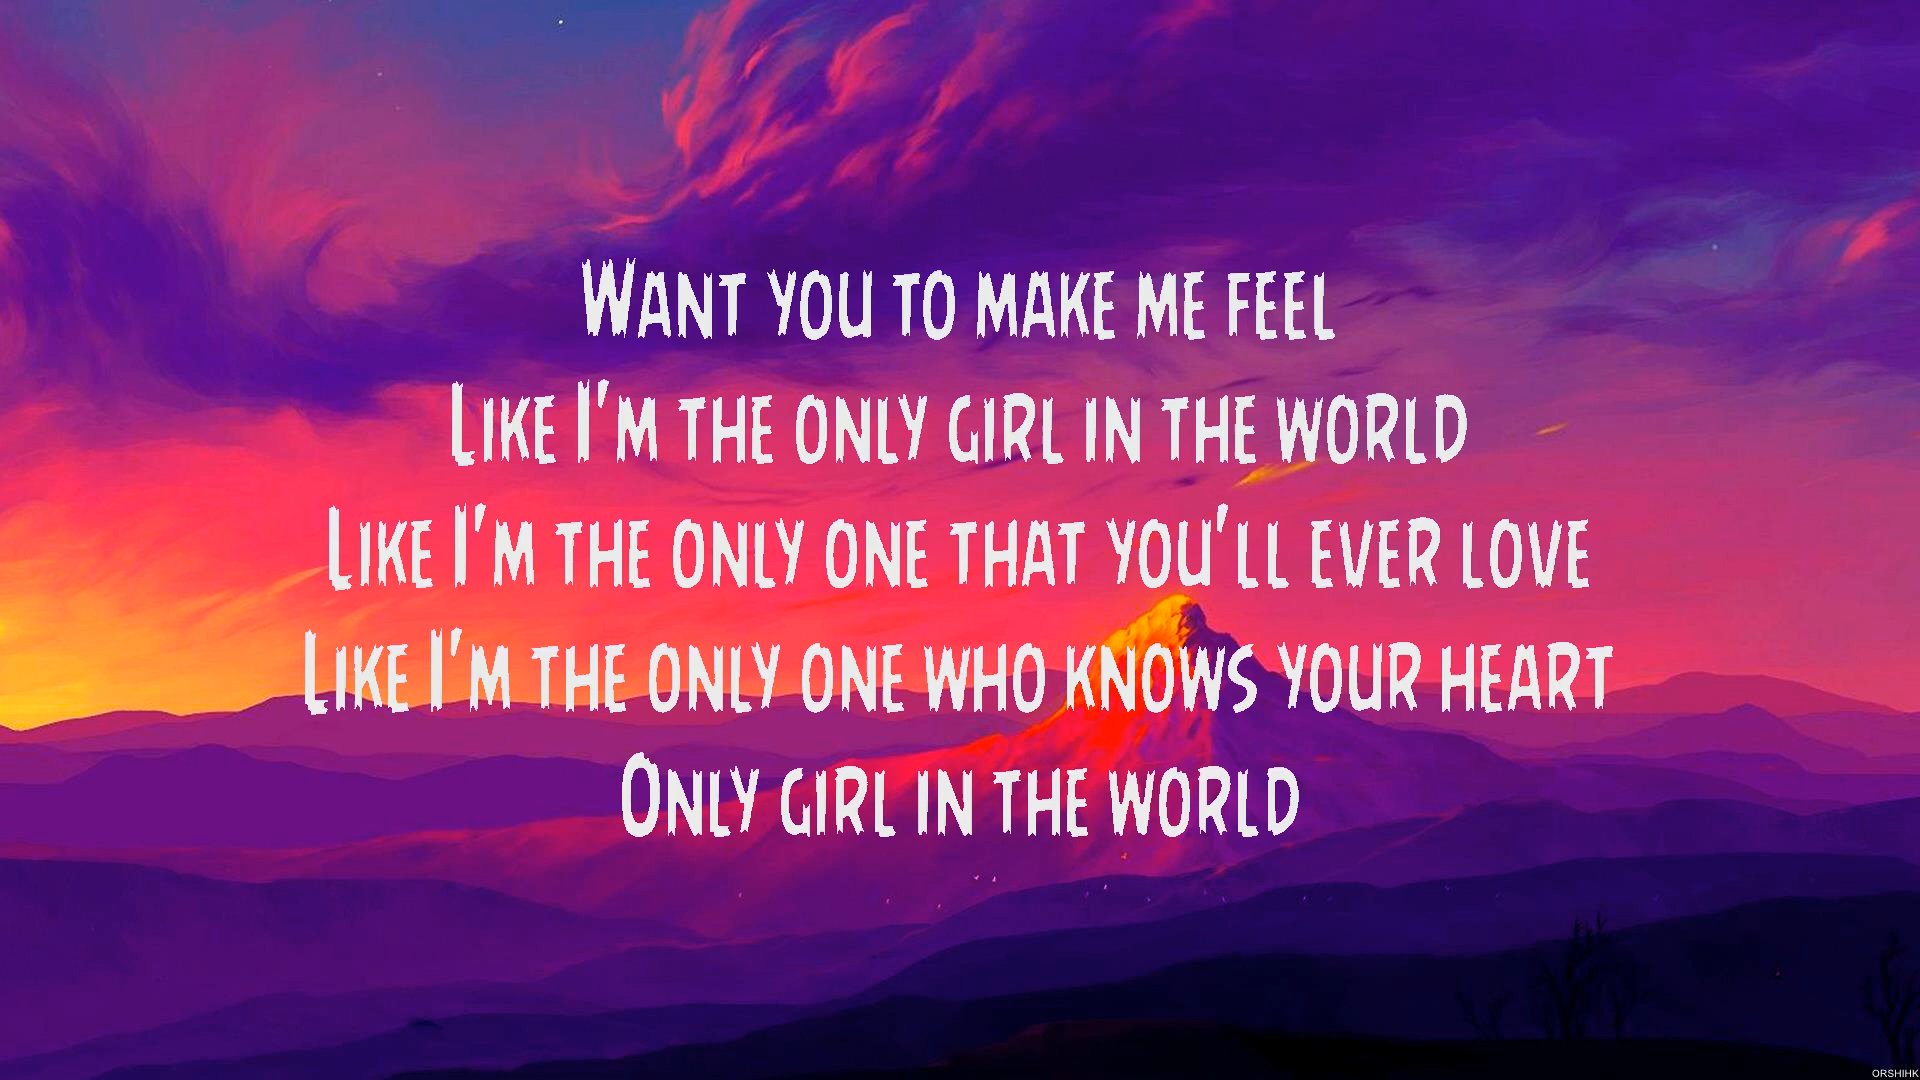 Want you to make me feel
Like I'm the only girl in the world
Like I'm the only one that you'll ever love
Like I'm the only one who knows your heart
Only girl in the world
ORSHIHK